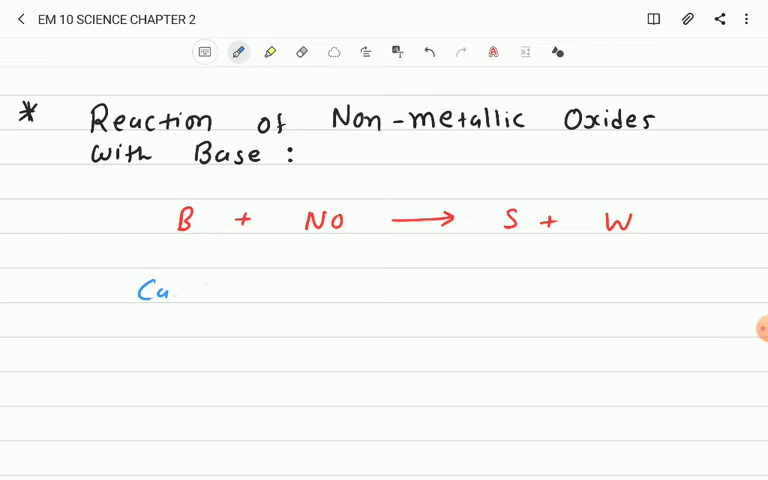 EM 10 SCIENCE CHAPTER 2
* Reaction of Non-metallic Oxides
with Base :
B + NO ⟶ S + W
Ca